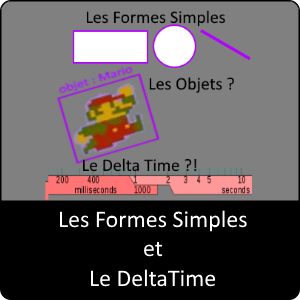 Les Formes Simples
objet : Mario
Les Objets ?
Le Delta Time ?!
200 400 1 2 3 4 5 10
milliseconds 1000 seconds
Les Formes Simples
et
Le DeltaTime